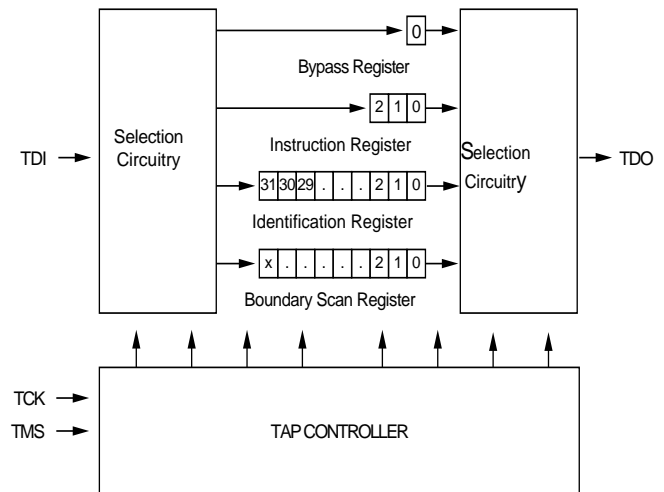 0
Bypass Register
2 1 0
Selection
Circuitry
TDI
Instruction Register
Selection
Circuitry
TDO
31 30 29 . . . 2 1 0
Identification Register
x . . . . . 2 1 0
Boundary Scan Register
TCK
TMS
TAP CONTROLLER